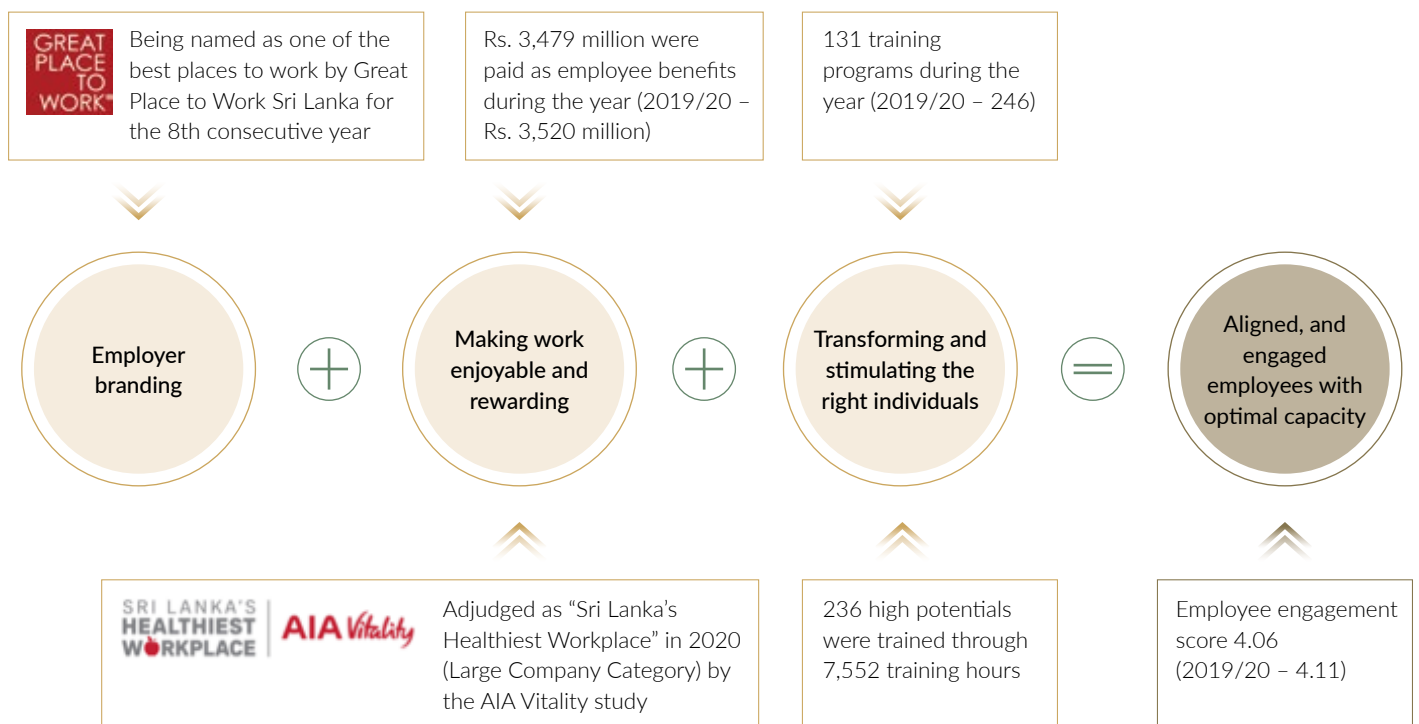 GREAT
PLACE
TO
WORK
Being named as one of the
best places to work by Great
Place to Work Sri Lanka for
the 8th consecutive year
Rs. 3,479 million were
paid as employee benefits
during the year (2019/20 –
Rs. 3,520 million)
131 training
programs during the
year (2019/20 – 246)
Employer
branding
Making work
enjoyable and
rewarding
Transforming and
stimulating the
right individuals
Aligned, and
engaged
employees with
optimal capacity
SRI LANKA'S
HEALTHIEST
WORKPLACE
AIA Vitality
Adjudged as “Sri Lanka’s
Healthiest Workplace” in 2020
(Large Company Category) by
the AIA Vitality study
236 high potentials
were trained through
7,552 training hours
Employee engagement
score 4.06
(2019/20 – 4.11)